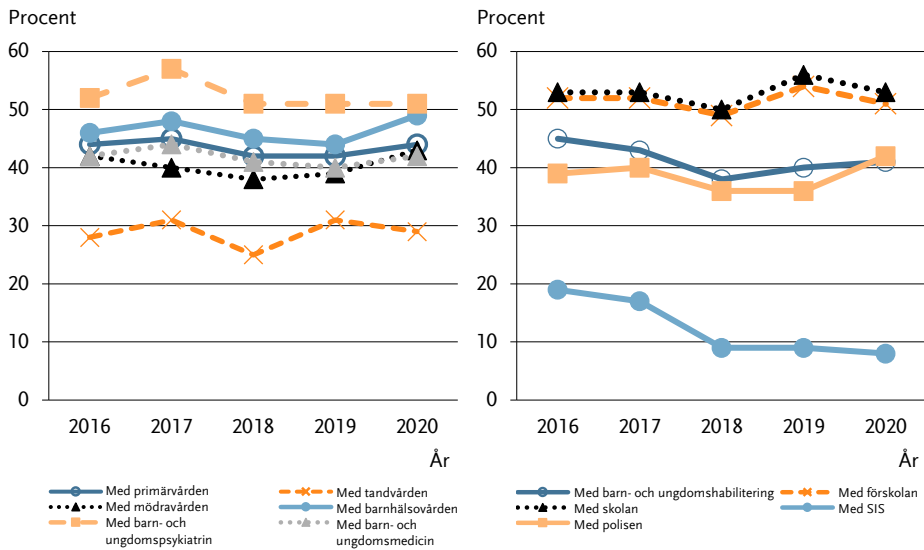 Procent
60
50
40
30
20
10
0
2016 2017 2018 2019 2020
År
Med primärvården
Med mödravården
Med barn- och
ungdomspsykiatrin
Med tandvården
Med barnhälsovården
Med barn- och
ungdomsmedicin
Procent
60
50
40
30
20
10
0
2016 2017 2018 2019 2020
År
Med barn- och ungdomshabilitering
Med skolan
Med polisen
Med förskolan
Med SIS